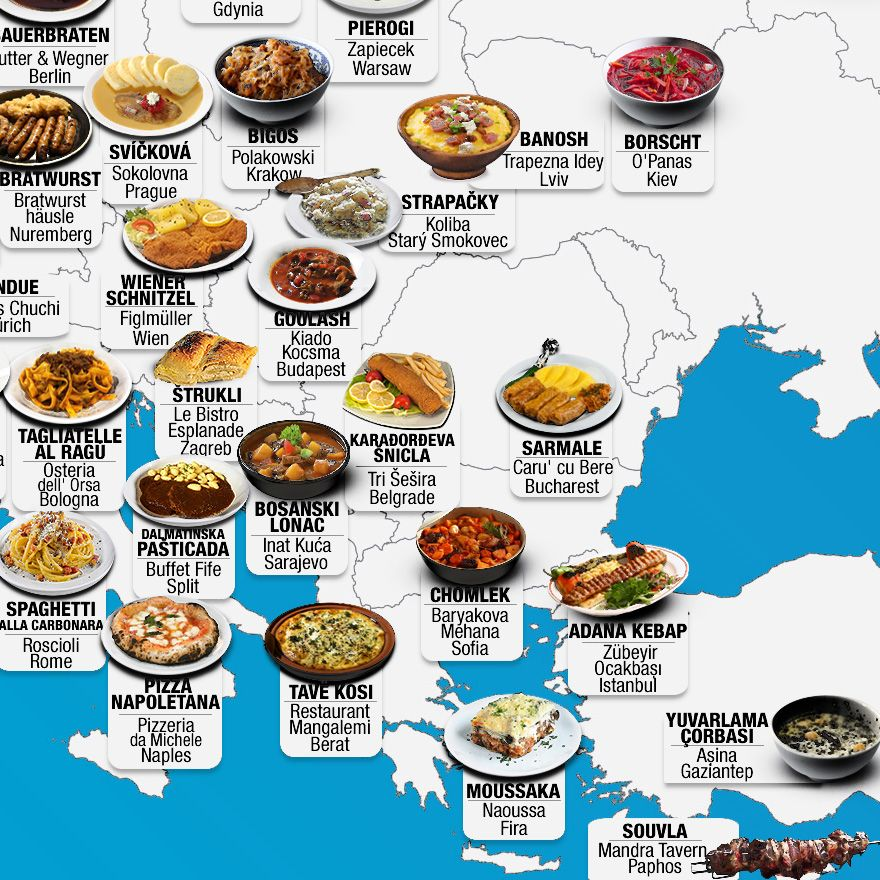 Gdynia
PIEROGI
Zapiecek
Warsaw
AUERBRATEN
utter & Wegner
Berlin
SVÍČKOVÁ
Sokolovna
Prague
BIGOS
Polakowski
Krakow
BANOSH
Trapezna Idey
Lviv
BORSCHT
O'Panas
Kiev
BRATWURST
Bratwurst
häusle
Nuremberg
STRAPAČKY
Koliba
Starý Smokovec
NDUE
s Chuchi
ürich
WIENER
SCHNITZEL
Figlmüller
Wien
GOULASH
Kiado
Kocsma
Budapest
ŠTRUKLI
Le Bistro
Esplanade
Zagreb
TAGLIATELLE
AL RAGU
Osteria
dell' Orsa
Bologna
KARAĐORĐEVA
ŠNICLA
Tri Šešira
Belgrade
SARMALE
Caru' cu Bere
Bucharest
a
BOSANSKI
LONAC
Inat Kuća
Sarajevo
DALMATINSKA
PAŠTICADA
Buffet Fife
Split
SPAGHETTI
ALLA CARBONARA
Roscioli
Rome
CHOMLEK
Baryakova
Mehana
Sofia
ADANA KEBAP
Zübeyir
Ocakbaşı
Istanbul
PIZZA
NAPOLETANA
Pizzeria
da Michele
Naples
TAVË KOSI
Restaurant
Mangalemi
Berat
YUVARLAMA
ÇORBASI
Aşina
Gaziantep
MOUSSAKA
Naoussa
Fira
SOUVLA
Mandra Tavern
Paphos